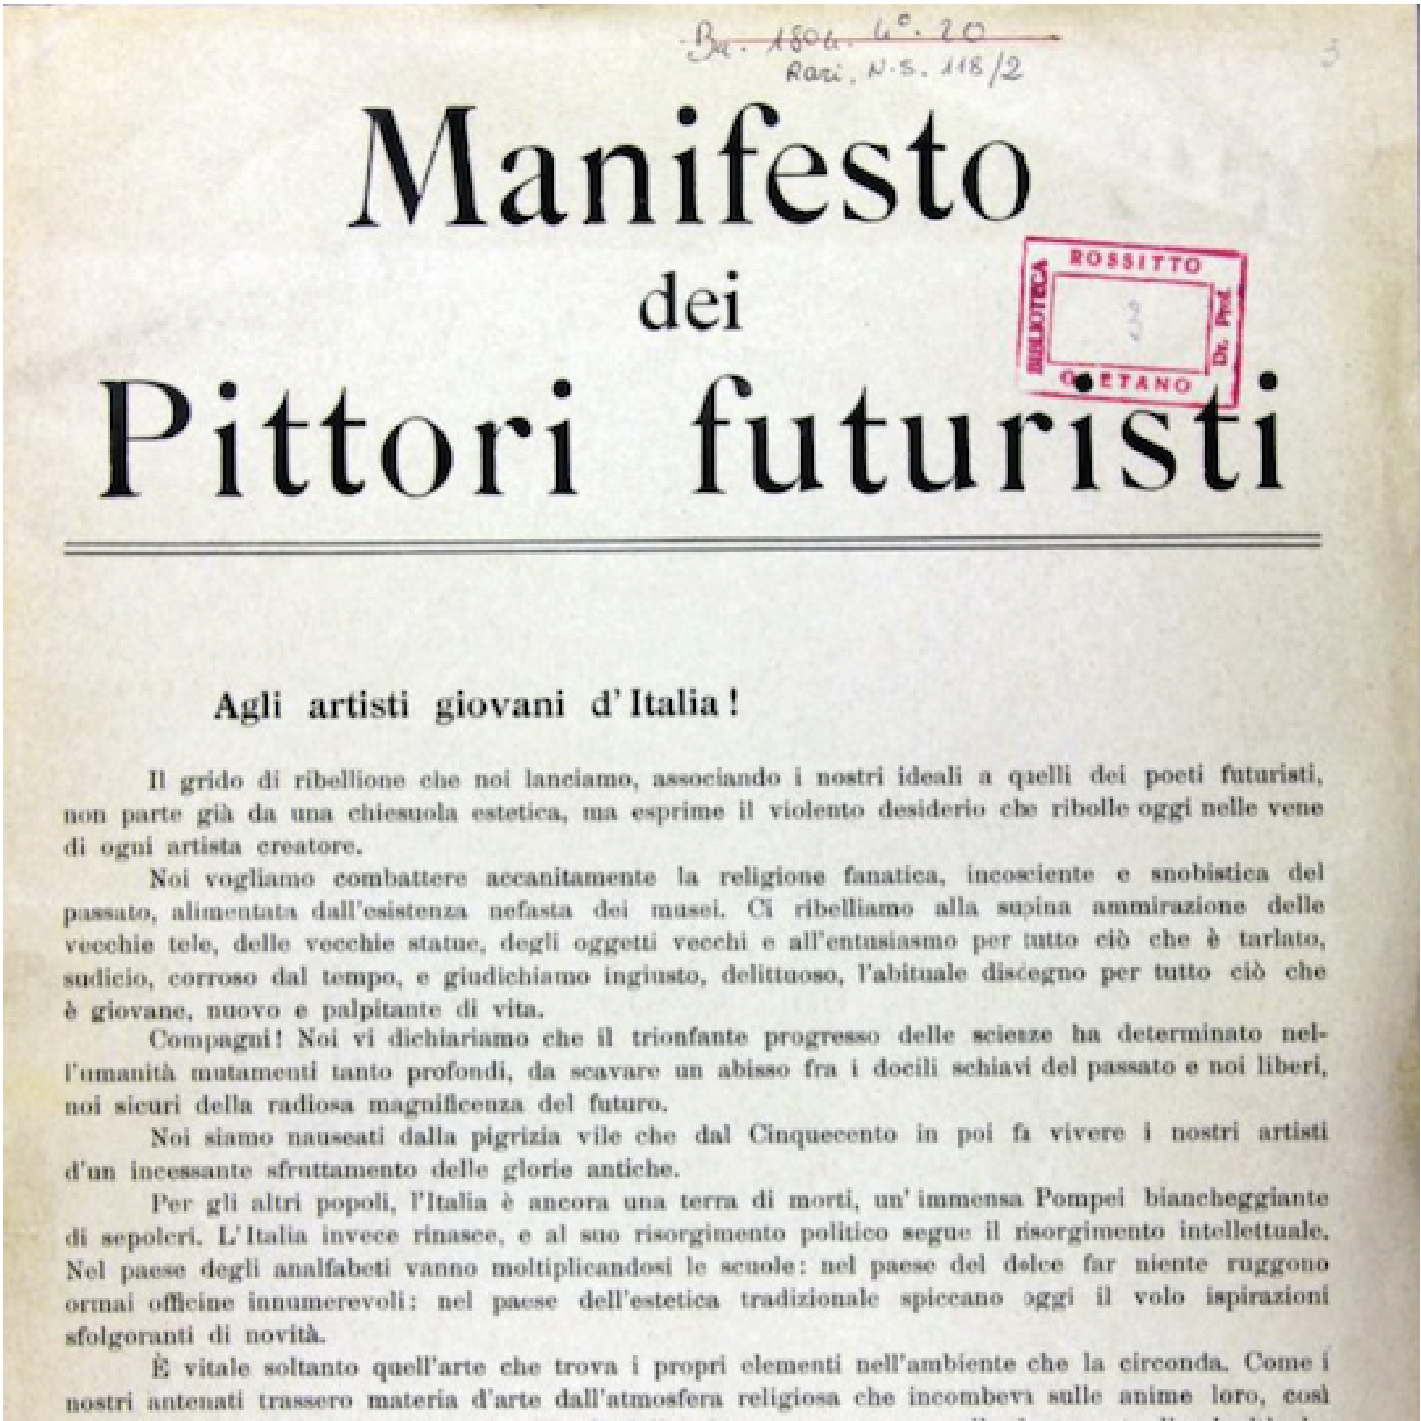 Bu. 1804. 4º. 20
Rari. N.S. 118/2
3
Manifesto
dei
Pittori futuristi
ROSSITTO
BIBLIOTECA
Dr. Prof.
GAETANO
3
Agli artisti giovani d'Italia!
Il grido di ribellione che noi lanciamo, associando i nostri ideali a quelli dei poeti futuristi,
non parte già da una chiesuola estetica, ma esprime il violento desiderio che ribolle oggi nelle vene
di ogni artista creatore.
Noi vogliamo combattere accanitamente la religione fanatica, incosciente e snobistica del
passato, alimentata dall'esistenza nefasta dei musei. Ci ribelliamo alla supina ammirazione delle
vecchie tele, delle vecchie statue, degli oggetti vecchi e all'entusiasmo per tutto ciò che è tarlato,
sudicio, corroso dal tempo, e giudichiamo ingiusto, delittuoso, l'abituale disdegno per tutto ciò che
è giovane, nuovo e palpitante di vita.
Compagni! Noi vi dichiariamo che il trionfante progresso delle scienze ha determinato nel-
l'umanità mutamenti tanto profondi, da scavare un abisso fra i docili schiavi del passato e noi liberi,
noi sicuri della radiosa magnificenza del futuro.
Noi siamo nauseati dalla pigrizia vile che dal Cinquecento in poi fa vivere i nostri artisti
d'un incessante sfruttamento delle glorie antiche.
Per gli altri popoli, l'Italia è ancora una terra di morti, un'immensa Pompei biancheggiante
di sepolcri. L'Italia invece rinasce, e al suo risorgimento politico segue il risorgimento intellettuale.
Nel paese degli analfabeti vanno moltiplicandosi le scuole: nel paese del dolce far niente ruggono
ormai officine innumerevoli: nel paese dell'estetica tradizionale spiccano oggi il volo ispirazioni
sfolgoranti di novità.
È vitale soltanto quell'arte che trova i propri elementi nell'ambiente che la circonda. Come i
nostri antenati trassero materia d'arte dall'atmosfera religiosa che incombeva sulle anime loro, così